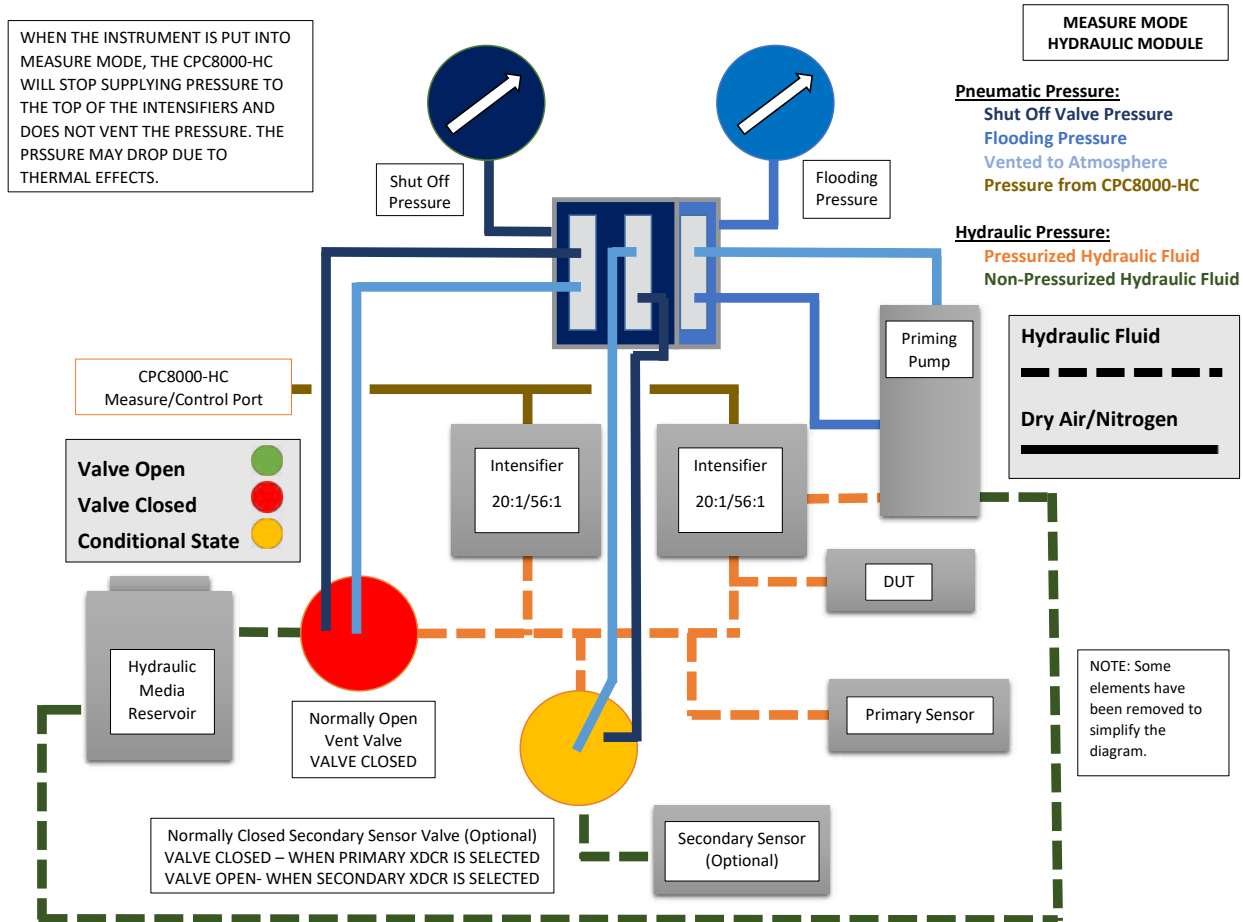 WHEN THE INSTRUMENT IS PUT INTO
MEASURE MODE, THE CPC8000-HC
WILL STOP SUPPLYING PRESSURE TO
THE TOP OF THE INTENSIFIERS AND
DOES NOT VENT THE PRESSURE. THE
PRSSURE MAY DROP DUE TO
THERMAL EFFECTS.
MEASURE MODE
HYDRAULIC MODULE
Pneumatic Pressure:
Shut Off Valve Pressure
Flooding Pressure
Vented to Atmosphere
Pressure from CPC8000-HC
Hydraulic Pressure:
Pressurized Hydraulic Fluid
Non-Pressurized Hydraulic Fluid
Shut Off
Pressure
Flooding
Pressure
Priming
Pump
Hydraulic Fluid
Dry Air/Nitrogen
CPC8000-HC
Measure/Control Port
Valve Open
Valve Closed
Conditional State
Intensifier
20:1/56:1
Intensifier
20:1/56:1
DUT
Hydraulic
Media
Reservoir
Normally Open
Vent Valve
VALVE CLOSED
Primary Sensor
NOTE: Some
elements have
been removed to
simplify the
diagram.
Normally Closed Secondary Sensor Valve (Optional)
VALVE CLOSED – WHEN PRIMARY XDCR IS SELECTED
VALVE OPEN- WHEN SECONDARY XDCR IS SELECTED
Secondary Sensor
(Optional)